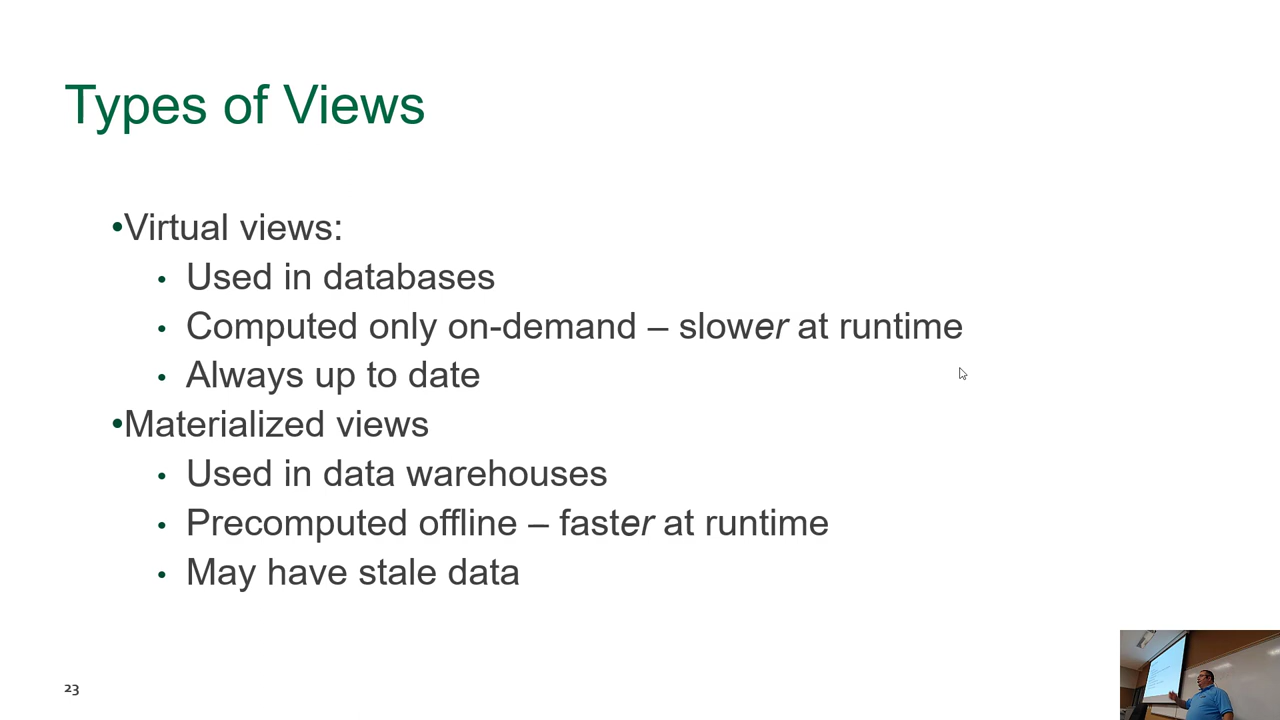 Types of Views
•Virtual views:
• Used in databases
• Computed only on-demand – slower at runtime
• Always up to date
•Materialized views
• Used in data warehouses
• Precomputed offline – faster at runtime
• May have stale data
23